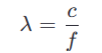 λ = c/f